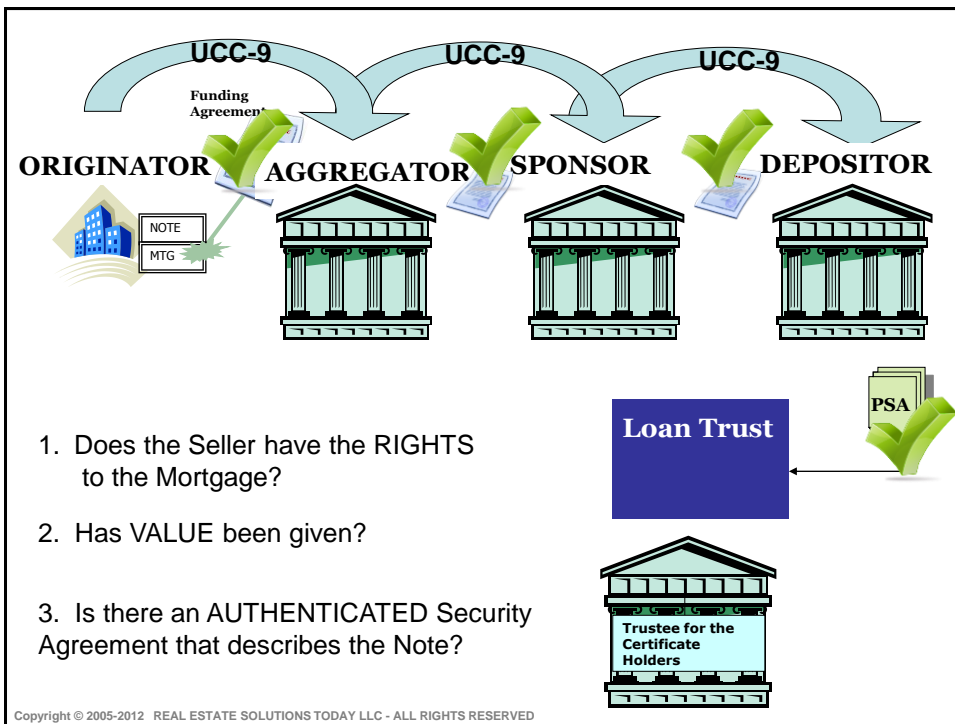 UCC-9
UCC-9
UCC-9
Funding
Agreement
ORIGINATOR
AGGREGATOR
SPONSOR
DEPOSITOR
NOTE
MTG
PSA
Loan Trust
1. Does the Seller have the RIGHTS
to the Mortgage?
2. Has VALUE been given?
3. Is there an AUTHENTICATED Security
Agreement that describes the Note?
Trustee for the
Certificate
Holders
Copyright © 2005-2012 REAL ESTATE SOLUTIONS TODAY LLC - ALL RIGHTS RESERVED